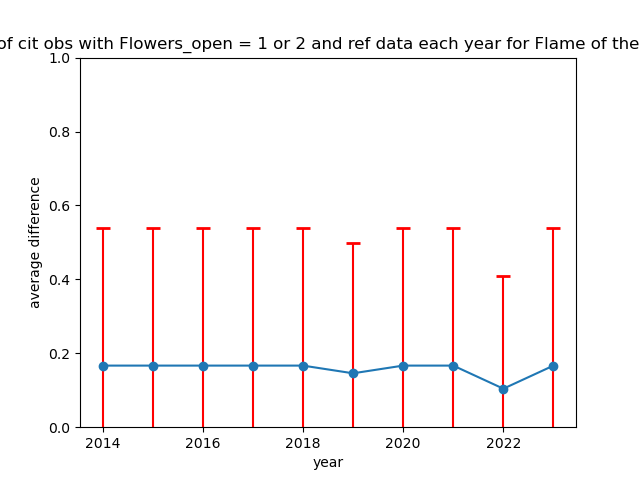 of cit obs with Flowers_open = 1 or 2 and ref data each year for Flame of the
1.0
0.8
0.6
0.4
0.2
0.0
average difference
2014 2016 2018 2020 2022
year